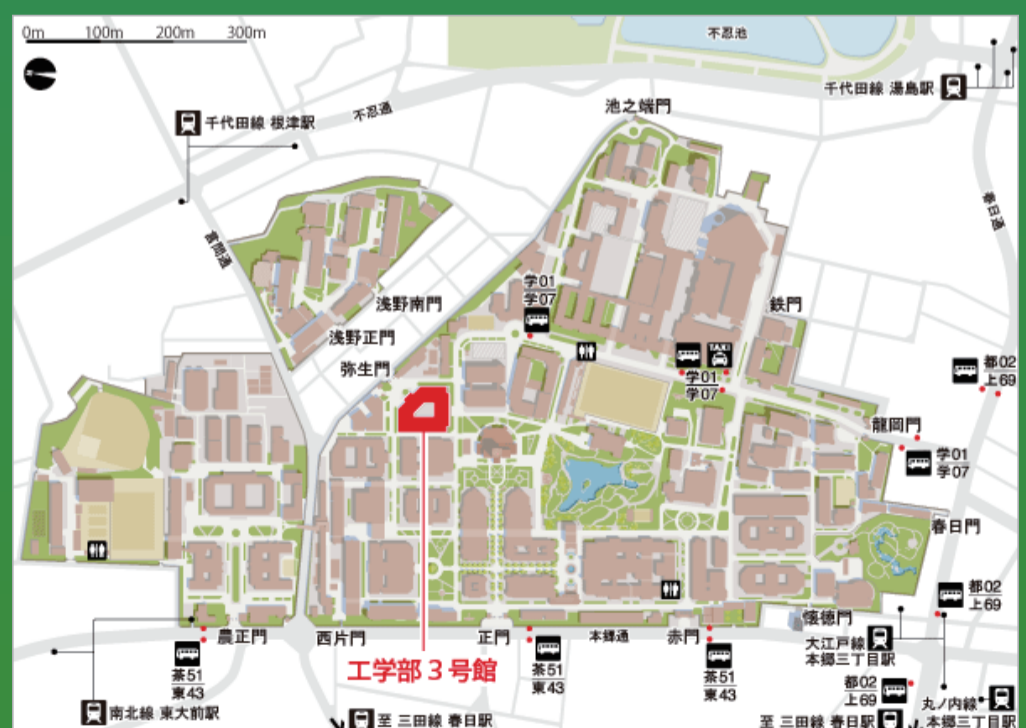 0m 100m 200m 300m
不忍池
千代田線 湯島駅
池之端門
不忍通
千代田線 根津駅
春日通
言問通
学01
学07
浅野南門
鉄門
浅野正門
弥生門
TAXI
学01
学07
都02
上69
龍岡門
学01
学07
春日門
都02
上69
懐徳門
農正門
西片門
正門
本郷通
赤門
大江戸線
本郷三丁目駅
工学部3号館
茶51
東43
茶51
東43
茶51
東43
都02
上69
丸ノ内線
本郷三丁目駅
南北線 東大前駅
至 三田線 春日駅
至 三田線 春日駅